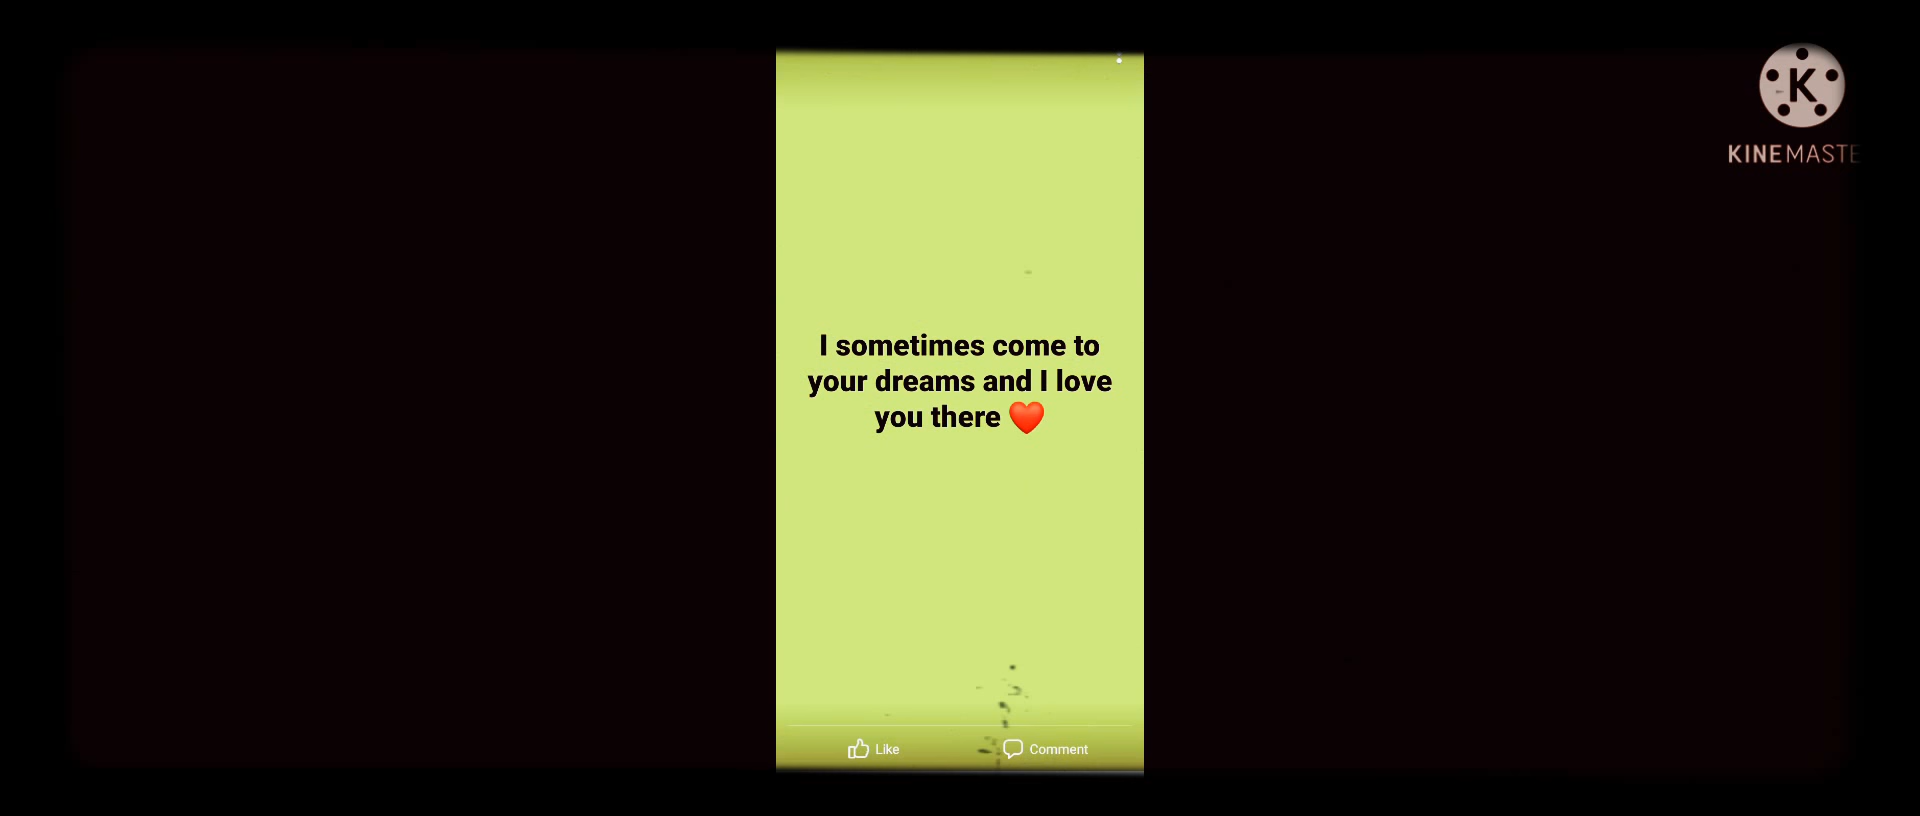 K
KINEMASTE
I sometimes come to
your dreams and I love
you there ❤️
Like Comment